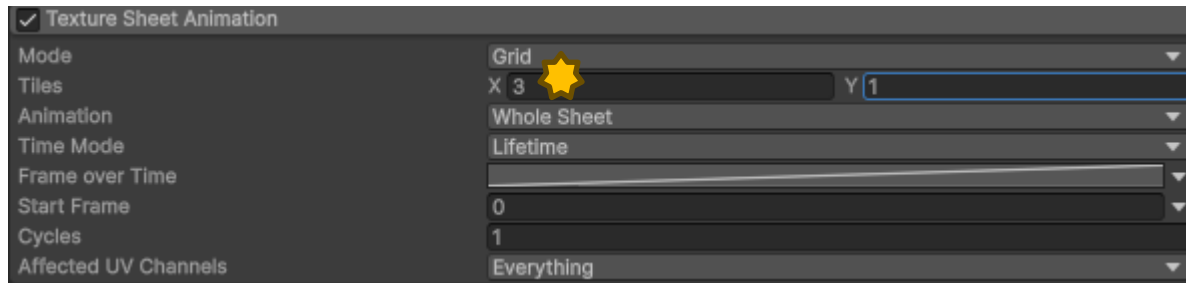 Texture Sheet Animation
Mode Grid
Tiles X 3 Y 1
Animation Whole Sheet
Time Mode Lifetime
Frame over Time
Start Frame 0
Cycles 1
Affected UV Channels Everything